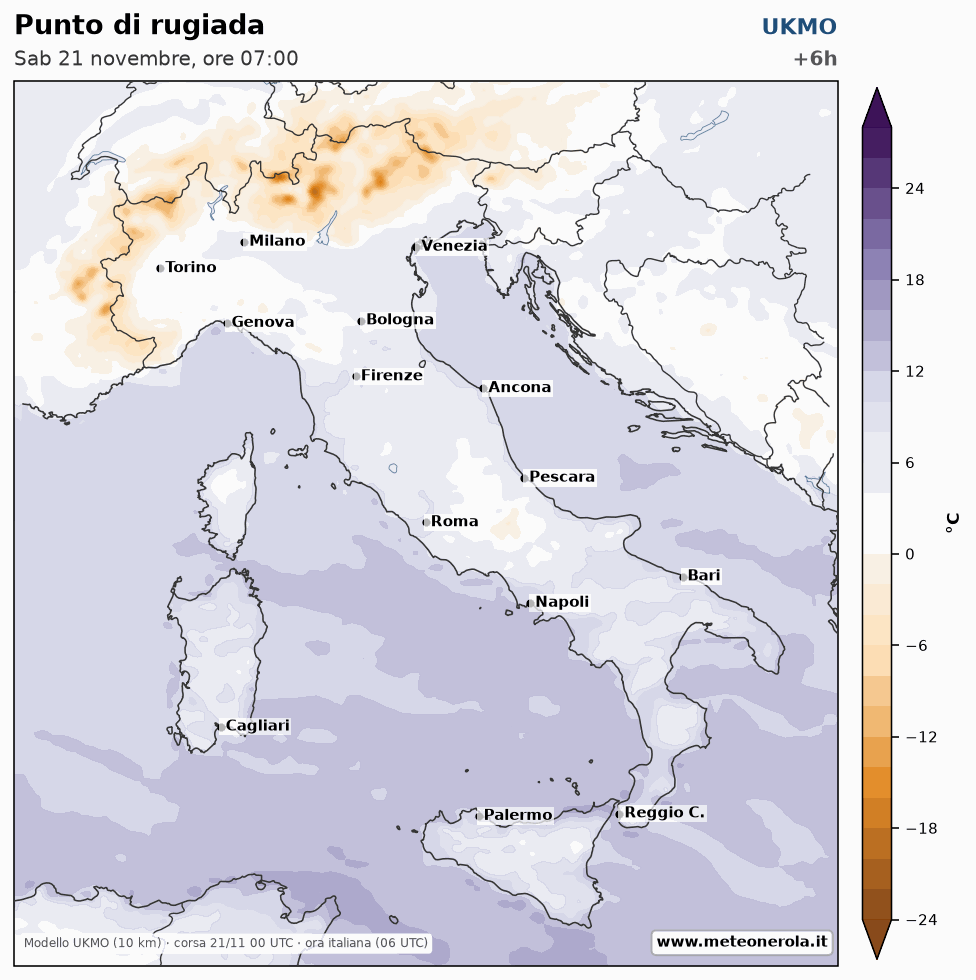 Punto di rugiada
UKMO
Sab 21 novembre, ore 07:00
+6h
Milano
Venezia
Torino
Genova
Bologna
Firenze
Ancona
Pescara
Roma
Bari
Napoli
Cagliari
Palermo
Reggio C.
24
18
12
6
0
−6
−12
−18
−24
°C
Modello UKMO (10 km) · corsa 21/11 00 UTC · ora italiana (06 UTC)
www.meteonerola.it